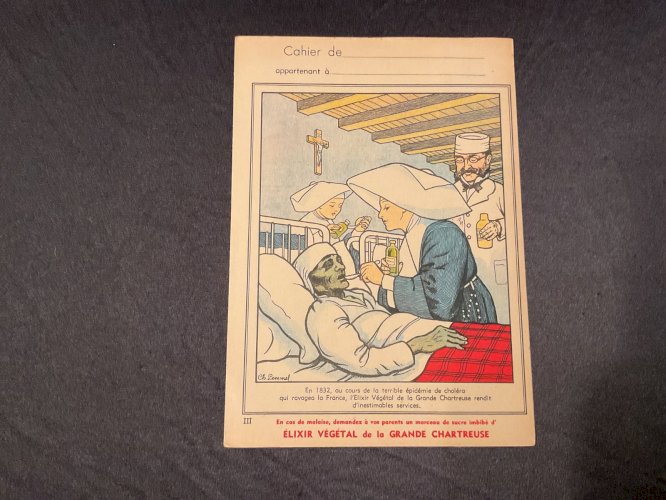 Cahier de
appartenant à
Ch. Lemmel
En 1832, au cours de la terrible épidémie de choléra
qui ravagea la France, l'Elixir Végétal de la Grande Chartreuse rendit
d'inestimables services.
III
En cas de malaise, demandez à vos parents un morceau de sucre imbibé d'
ÉLIXIR VÉGÉTAL de la GRANDE CHARTREUSE